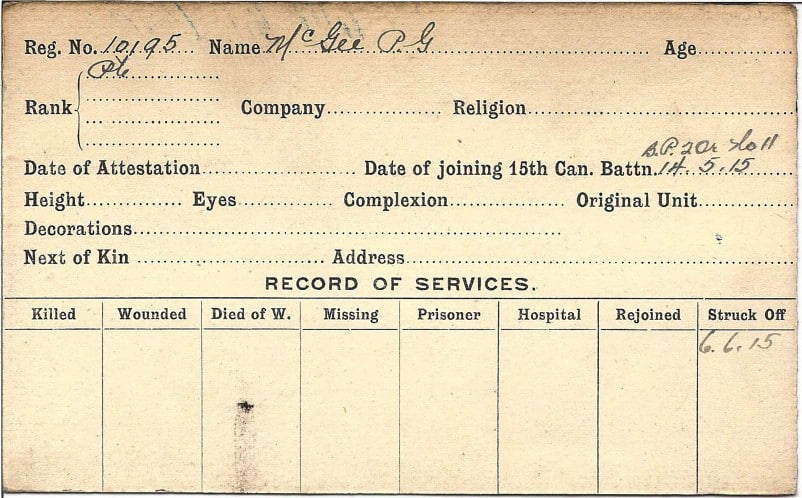 Reg. No. 10195 Name McGee P.G Age
Pte
Rank Company Religion
Date of Attestation Date of joining 15th Can. Battn. 14.5.15
Height Eyes Complexion Original Unit
Decorations
Next of Kin Address
RECORD OF SERVICES.
Killed Wounded Died of W. Missing Prisoner Hospital Rejoined Struck Off
6.6.15